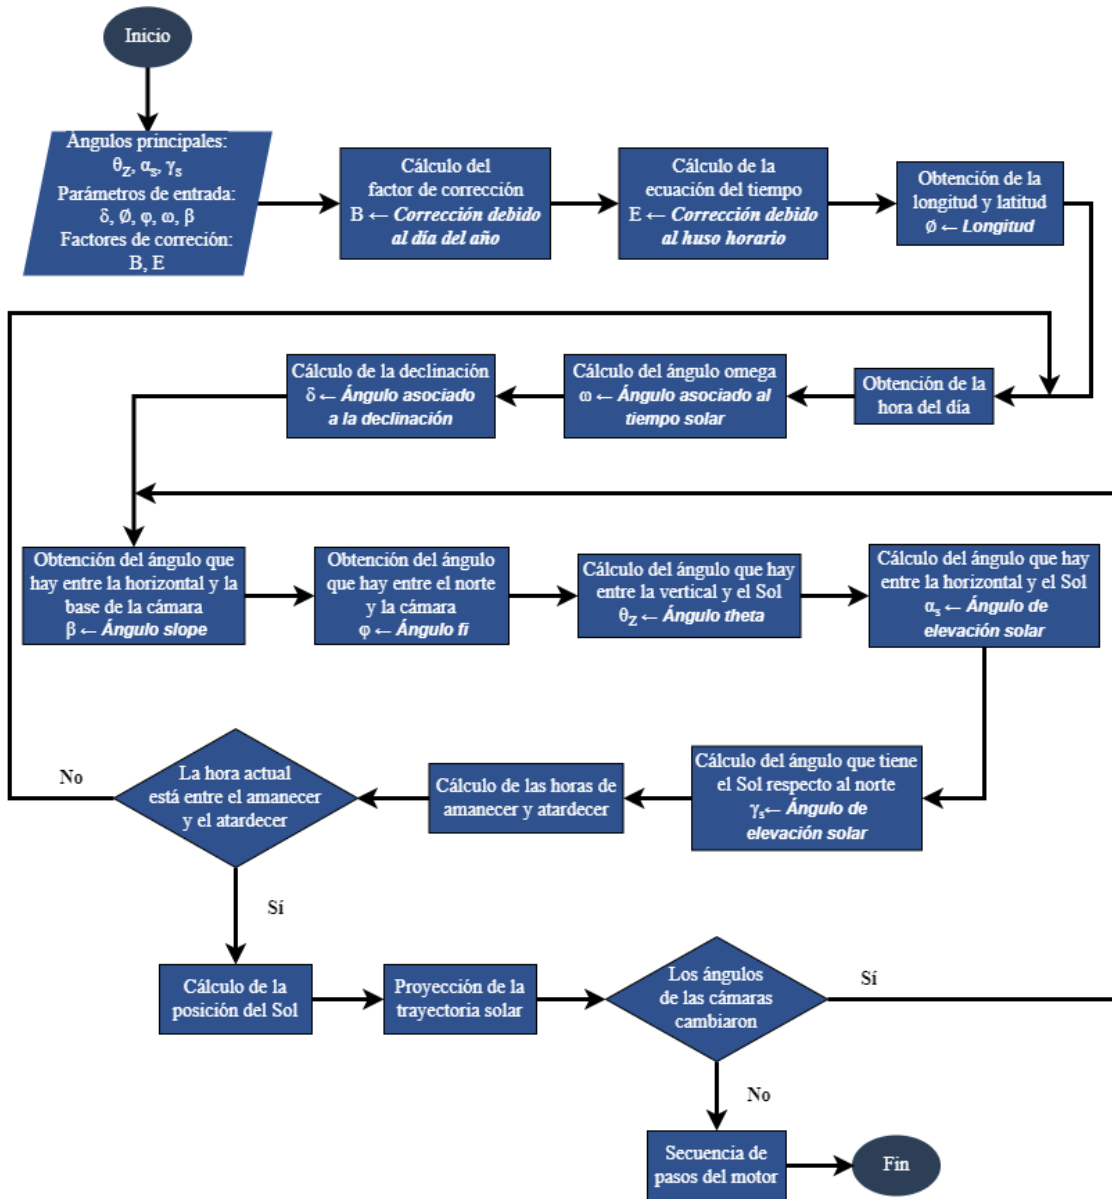 Inicio
Ángulos principales:
θz, αs, γs
Parámetros de entrada:
δ, Ø, φ, ω, β
Factores de correción:
B, E
Cálculo del
factor de corrección
B ← Corrección debido
al día del año
Cálculo de la
ecuación del tiempo
E ← Corrección debido
al huso horario
Obtención de la
longitud y latitud
Ø ← Longitud
Obtención de la
hora del día
Cálculo del ángulo omega
ω ← Ángulo asociado al
tiempo solar
Cálculo de la declinación
δ ← Ángulo asociado
a la declinación
Obtención del ángulo que
hay entre la horizontal y la
base de la cámara
β ← Ángulo slope
Obtención del ángulo
que hay entre el norte
y la cámara
φ ← Ángulo fi
Cálculo del ángulo que hay
entre la vertical y el Sol
θz ← Ángulo theta
Cálculo del ángulo que hay
entre la horizontal y el Sol
αs ← Ángulo de
elevación solar
Cálculo del ángulo que tiene
el Sol respecto al norte
γs← Ángulo de
elevación solar
Cálculo de las horas de
amanecer y atardecer
La hora actual
está entre el amanecer
y el atardecer
No
Sí
Cálculo de la
posición del Sol
Proyección de la
trayectoria solar
Los ángulos
de las cámaras
cambiaron
Sí
No
Secuencia de
pasos del motor
Fin